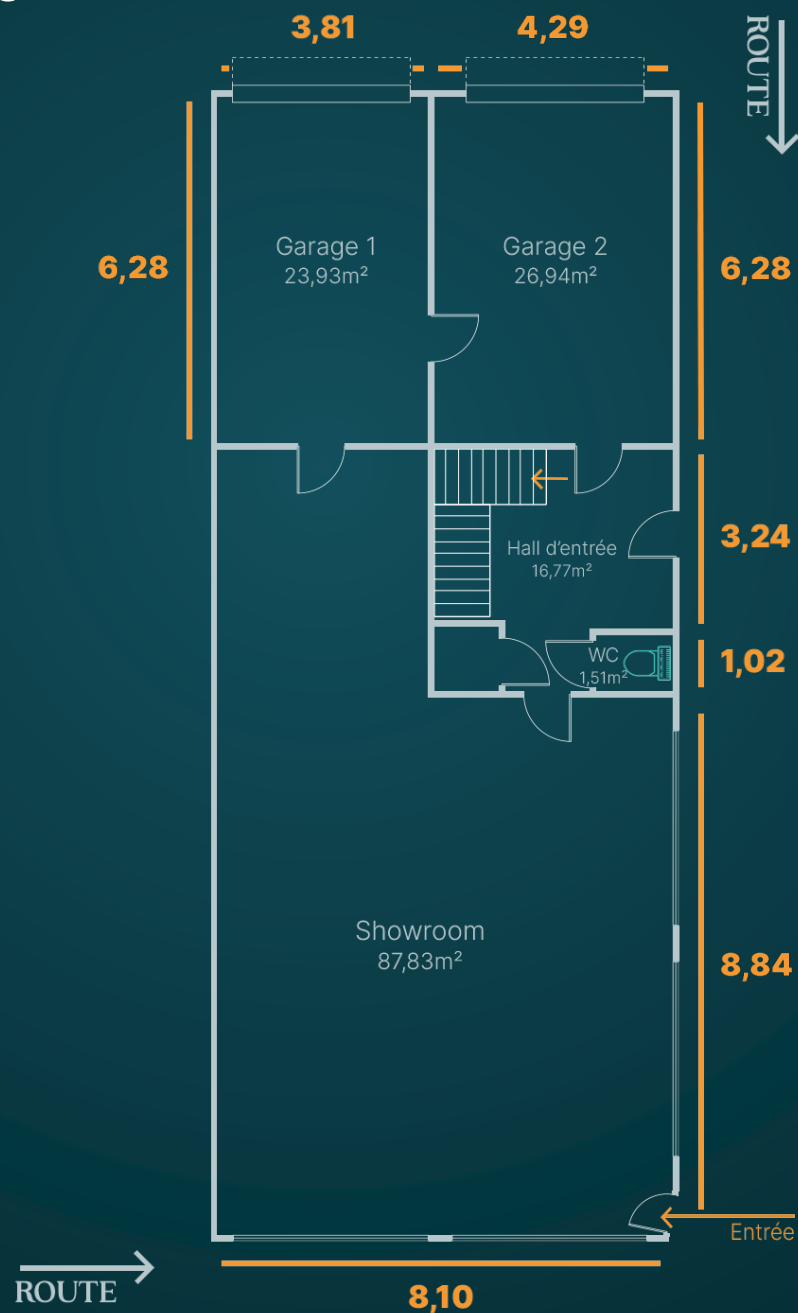 3,81
4,29
ROUTE
Garage 1
23,93m²
Garage 2
26,94m²
6,28
6,28
Hall d'entrée
16,77m²
3,24
WC
1,51m²
1,02
Showroom
87,83m²
8,84
Entrée
ROUTE
8,10